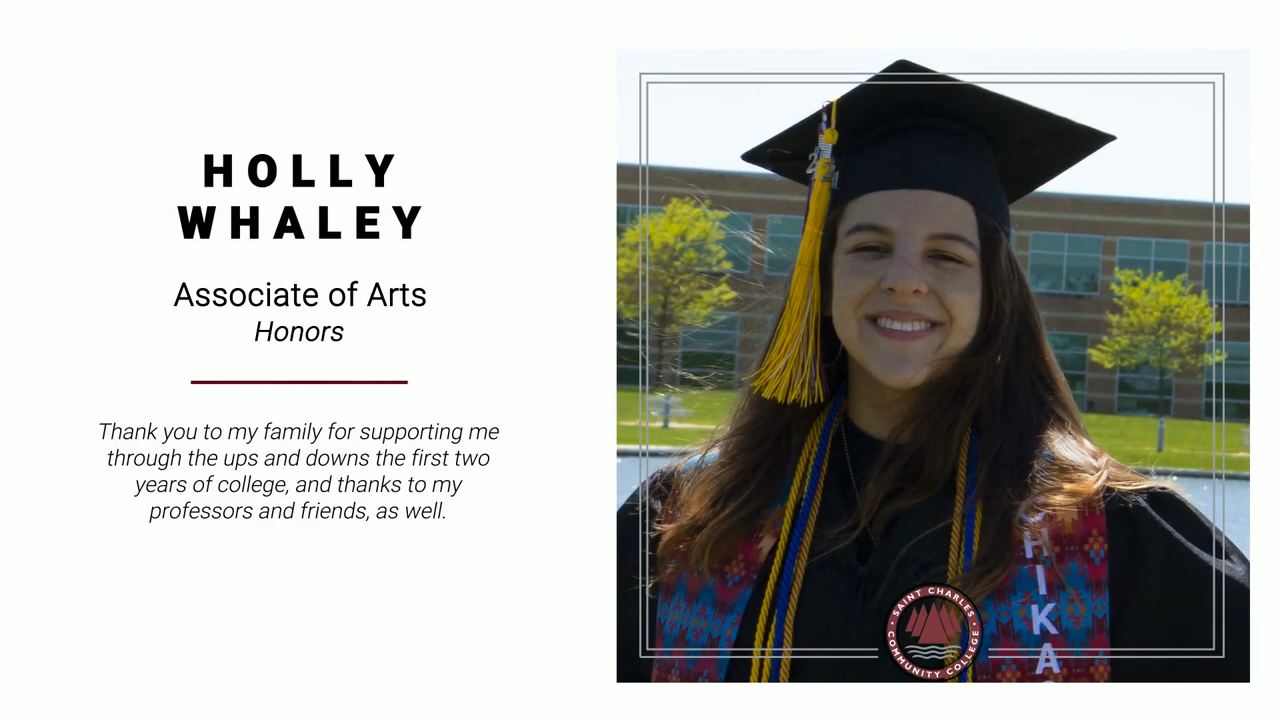 HOLLY
WHALEY
Associate of Arts
Honors
Thank you to my family for supporting me
through the ups and downs the first two
years of college, and thanks to my
professors and friends, as well.
SAINT CHARLES
COMMUNITY COLLEGE